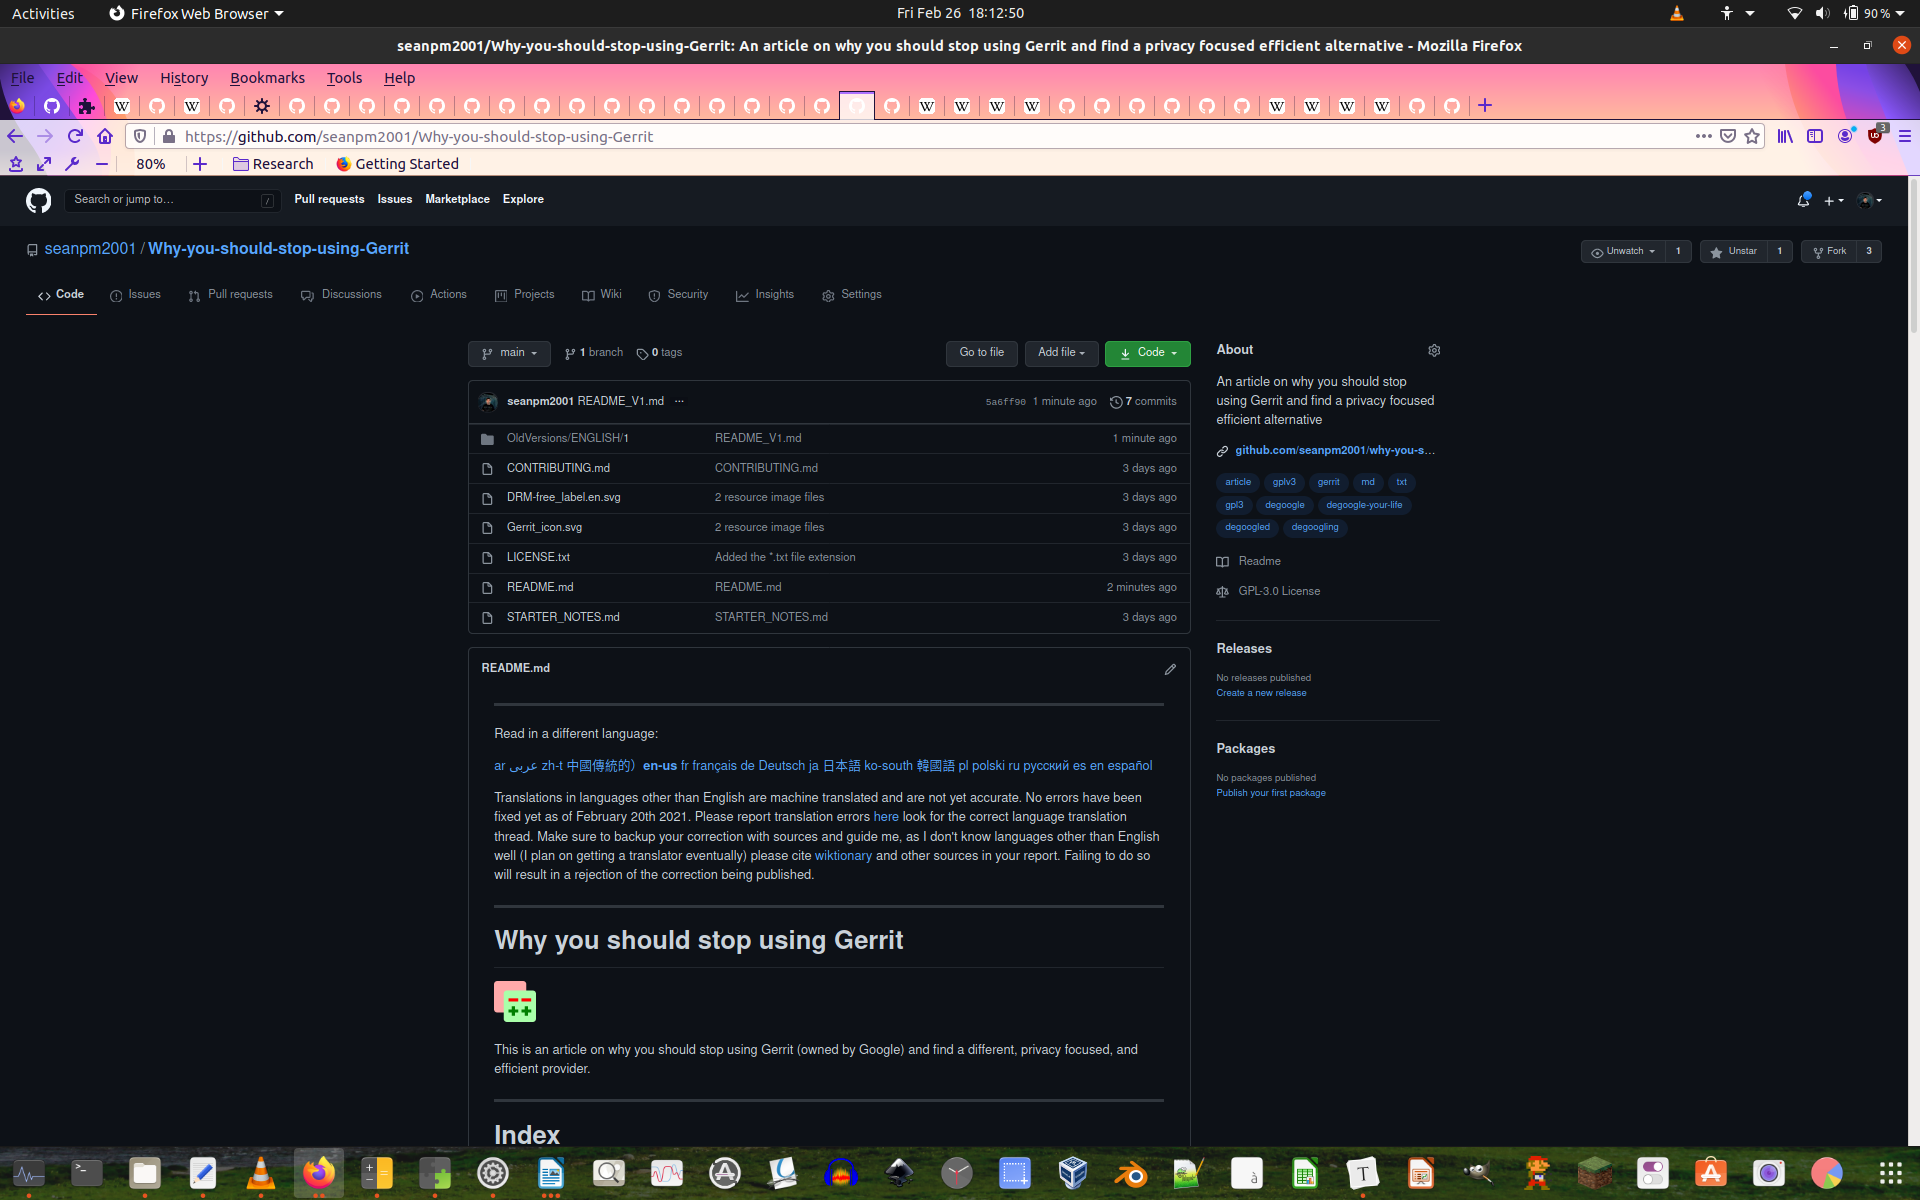 Activities
Firefox Web Browser
Fri Feb 26 18:12:50
90 %
seanpm2001/Why-you-should-stop-using-Gerrit: An article on why you should stop using Gerrit and find a privacy focused efficient alternative - Mozilla Firefox
File Edit View History Bookmarks Tools Help
https://github.com/seanpm2001/Why-you-should-stop-using-Gerrit
3
80%
Research
Getting Started
Search or jump to…
/
Pull requests Issues Marketplace Explore
seanpm2001 / Why-you-should-stop-using-Gerrit
Unwatch 1
Unstar 1
Fork 3
Code Issues Pull requests Discussions Actions Projects Wiki Security Insights Settings
main
1 branch
0 tags
Go to file
Add file
Code
seanpm2001 README_V1.md ...
5a6ff90 1 minute ago
7 commits
OldVersions/ENGLISH/1 README_V1.md 1 minute ago
CONTRIBUTING.md CONTRIBUTING.md 3 days ago
DRM-free_label.en.svg 2 resource image files 3 days ago
Gerrit_icon.svg 2 resource image files 3 days ago
LICENSE.txt Added the *.txt file extension 3 days ago
README.md README.md 2 minutes ago
STARTER_NOTES.md STARTER_NOTES.md 3 days ago
About
An article on why you should stop
using Gerrit and find a privacy focused
efficient alternative
github.com/seanpm2001/why-you-s…
article gplv3 gerrit md txt
gpl3 degoogle degoogle-your-life
degoogled degoogling
Readme
GPL-3.0 License
Releases
No releases published
Create a new release
Packages
No packages published
Publish your first package
README.md
Read in a different language:
ar عربى zh-t 中國傳統的）en-us fr français de Deutsch ja 日本語 ko-south 韓國語 pl polski ru русский es en español
Translations in languages other than English are machine translated and are not yet accurate. No errors have been
fixed yet as of February 20th 2021. Please report translation errors here look for the correct language translation
thread. Make sure to backup your correction with sources and guide me, as I don't know languages other than English
well (I plan on getting a translator eventually) please cite wiktionary and other sources in your report. Failing to do so
will result in a rejection of the correction being published.
Why you should stop using Gerrit
This is an article on why you should stop using Gerrit (owned by Google) and find a different, privacy focused, and
efficient provider.
Index